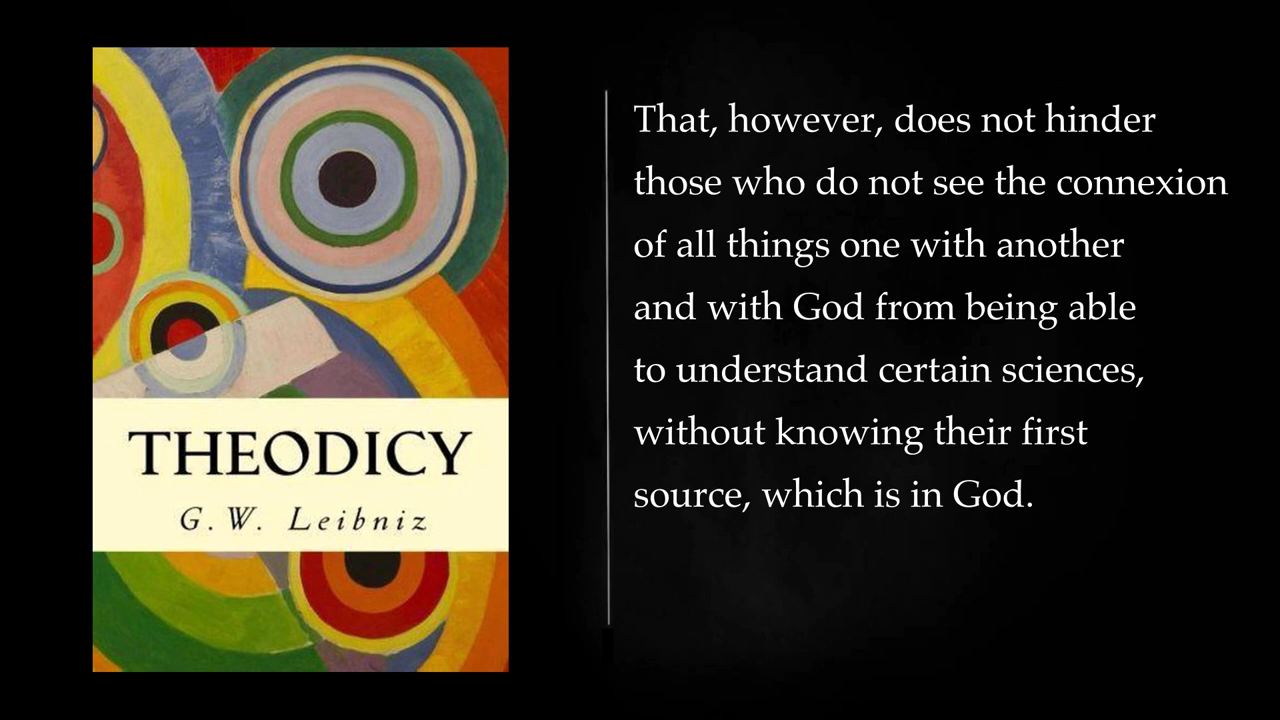 THEODICY
G. W. Leibniz
That, however, does not hinder
those who do not see the connexion
of all things one with another
and with God from being able
to understand certain sciences,
without knowing their first
source, which is in God.